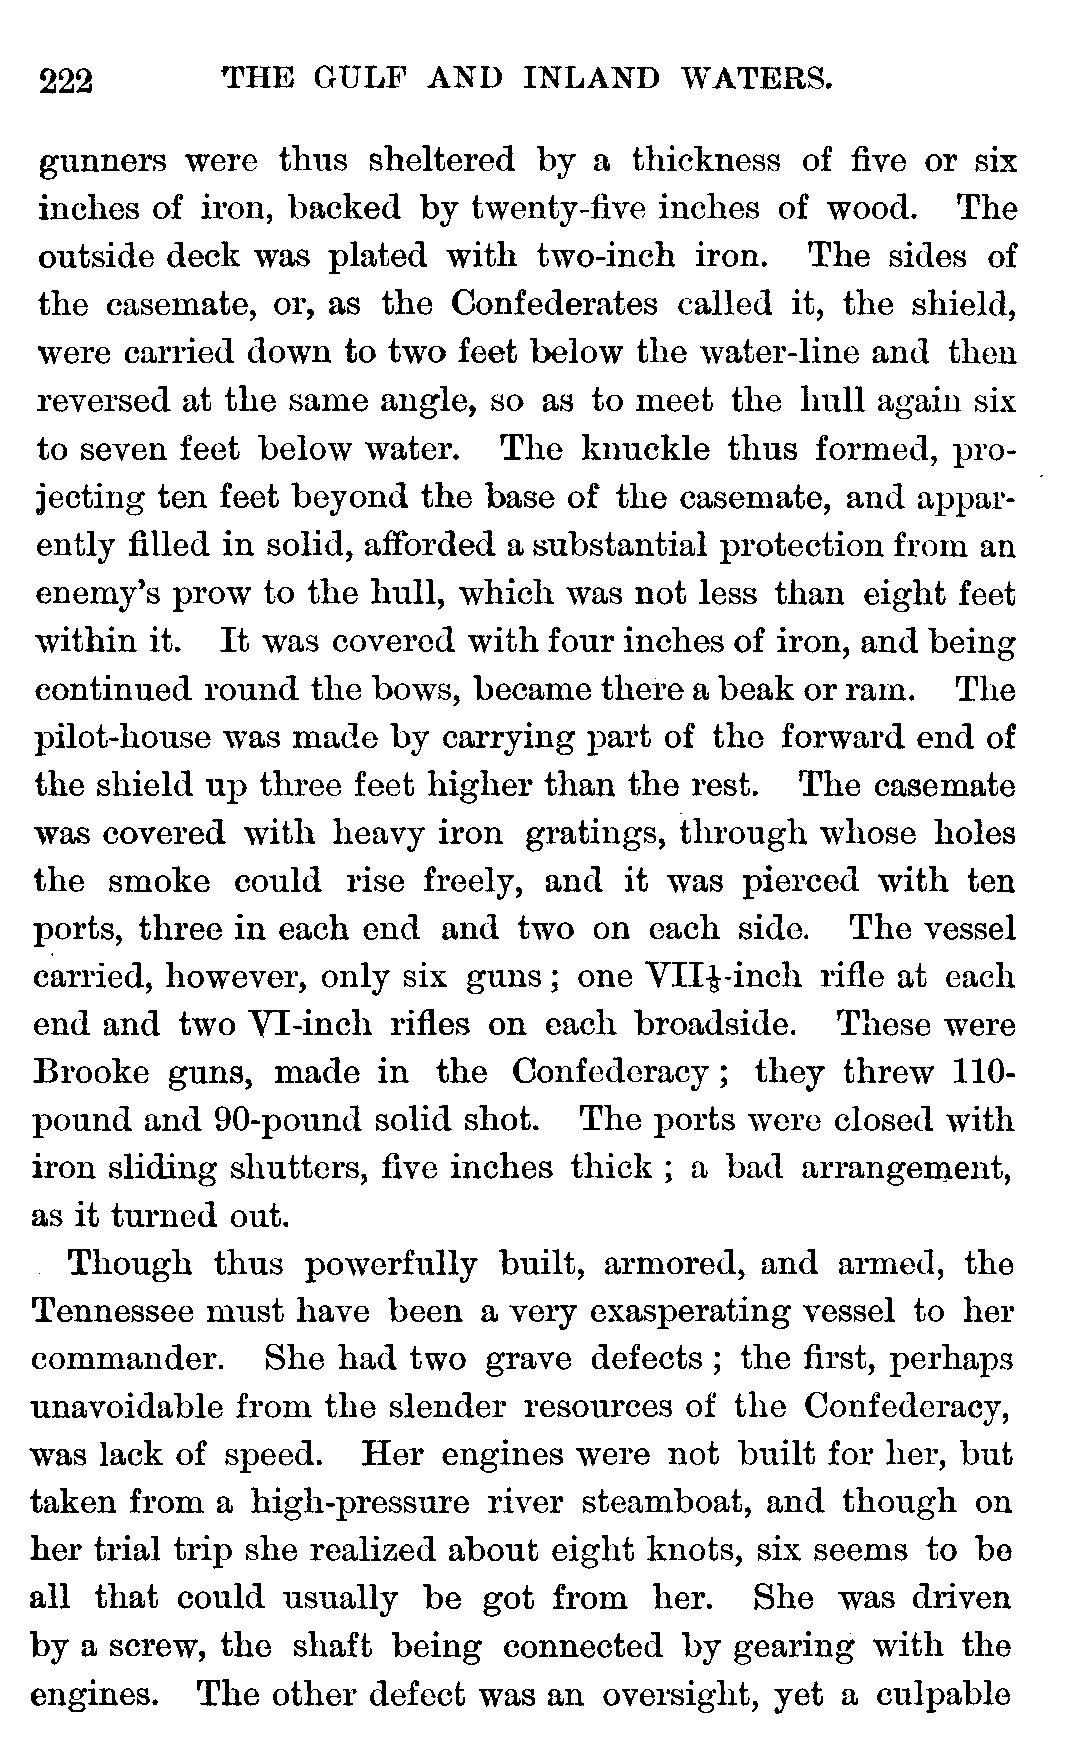 222 THE GULF AND INLAND WATERS.
gunners were thus sheltered by a thickness of five or six
inches of iron, backed by twenty-five inches of wood. The
outside deck was plated with two-inch iron. The sides of
the casemate, or, as the Confederates called it, the shield,
were carried down to two feet below the water-line and then
reversed at the same angle, so as to meet the hull again six
to seven feet below water. The knuckle thus formed, pro-
jecting ten feet beyond the base of the casemate, and appar-
ently filled in solid, afforded a substantial protection from an
enemy's prow to the hull, which was not less than eight feet
within it. It was covered with four inches of iron, and being
continued round the bows, became there a beak or ram. The
pilot-house was made by carrying part of the forward end of
the shield up three feet higher than the rest. The casemate
was covered with heavy iron gratings, through whose holes
the smoke could rise freely, and it was pierced with ten
ports, three in each end and two on each side. The vessel
carried, however, only six guns; one VII½-inch rifle at each
end and two VI-inch rifles on each broadside. These were
Brooke guns, made in the Confederacy; they threw 110-
pound and 90-pound solid shot. The ports were closed with
iron sliding shutters, five inches thick; a bad arrangement,
as it turned out.
Though thus powerfully built, armored, and armed, the
Tennessee must have been a very exasperating vessel to her
commander. She had two grave defects; the first, perhaps
unavoidable from the slender resources of the Confederacy,
was lack of speed. Her engines were not built for her, but
taken from a high-pressure river steamboat, and though on
her trial trip she realized about eight knots, six seems to be
all that could usually be got from her. She was driven
by a screw, the shaft being connected by gearing with the
engines. The other defect was an oversight, yet a culpable